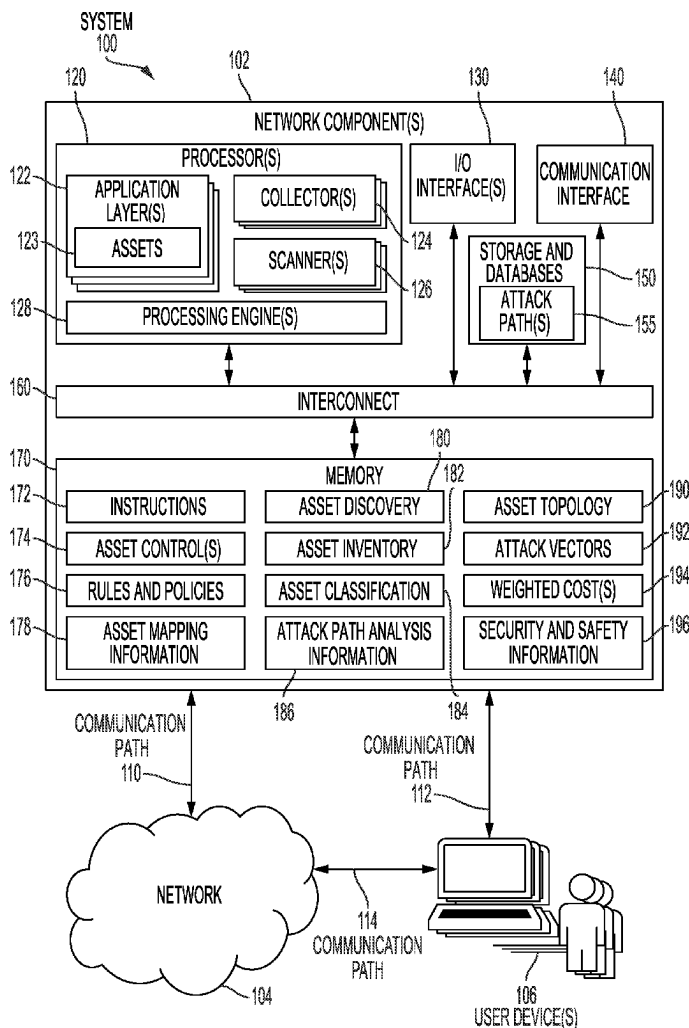 SYSTEM
100
102
120
130
140
NETWORK COMPONENT(S)
PROCESSOR(S)
I/O
INTERFACE(S)
COMMUNICATION
INTERFACE
122
APPLICATION
LAYER(S)
COLLECTOR(S)
124
123
ASSETS
STORAGE AND
DATABASES
150
SCANNER(S)
126
ATTACK
PATH(S)
155
128
PROCESSING ENGINE(S)
160
INTERCONNECT
180
170
MEMORY
182
172
INSTRUCTIONS
ASSET DISCOVERY
ASSET TOPOLOGY
190
174
ASSET CONTROL(S)
ASSET INVENTORY
ATTACK VECTORS
192
176
RULES AND POLICIES
ASSET CLASSIFICATION
WEIGHTED COST(S)
194
178
ASSET MAPPING
INFORMATION
ATTACK PATH ANALYSIS
INFORMATION
SECURITY AND SAFETY
INFORMATION
196
186
184
COMMUNICATION
PATH
110
COMMUNICATION
PATH
112
NETWORK
114
COMMUNICATION
PATH
104
106
USER DEVICE(S)